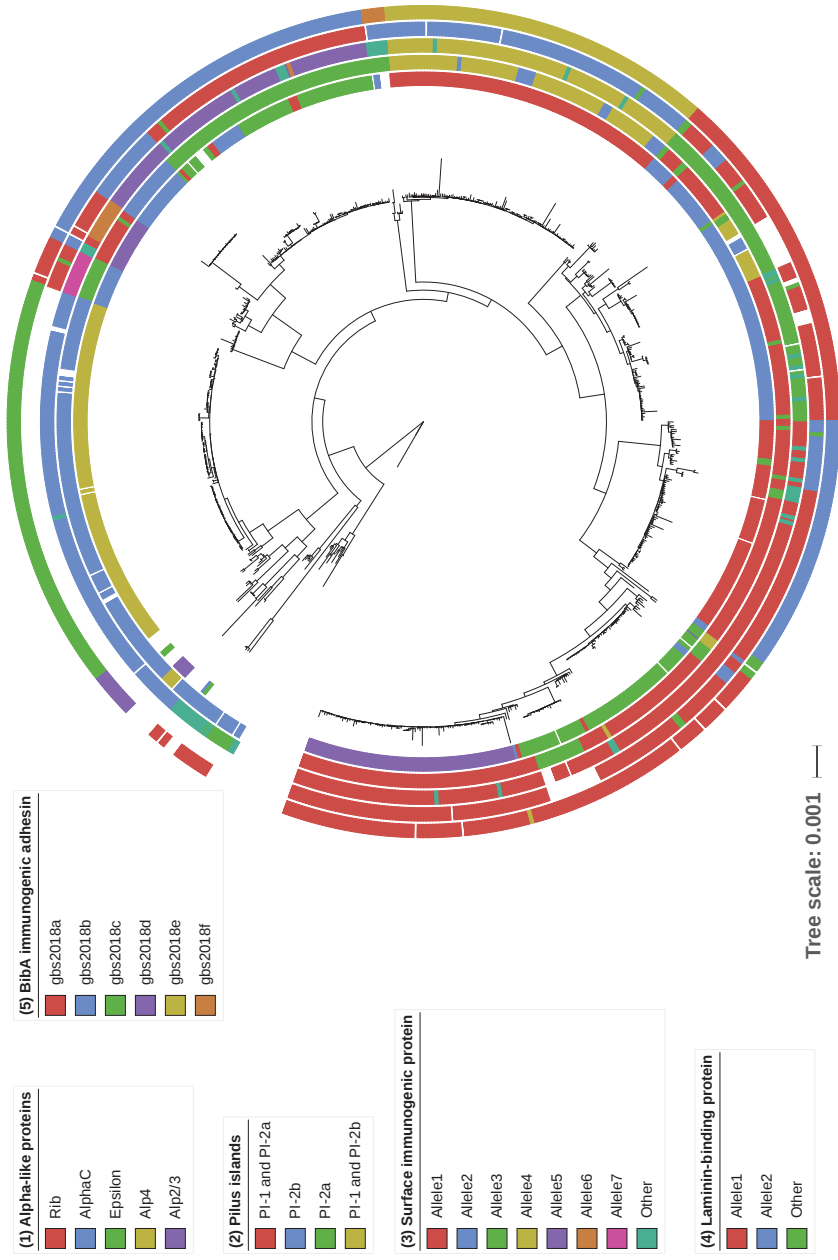 (1) Alpha-like proteins
Rib
AlphaC
Epsilon
Alp4
Alp2/3
(2) Pilus islands
PI-1 and PI-2a
PI-2b
PI-2a
PI-1 and PI-2b
(3) Surface immunogenic protein
Allele1
Allele2
Allele3
Allele4
Allele5
Allele6
Allele7
Other
(4) Laminin-binding protein
Allele1
Allele2
Other
(5) BibA immunogenic adhesin
gbs2018a
gbs2018b
gbs2018c
gbs2018d
gbs2018e
gbs2018f
Tree scale: 0.001